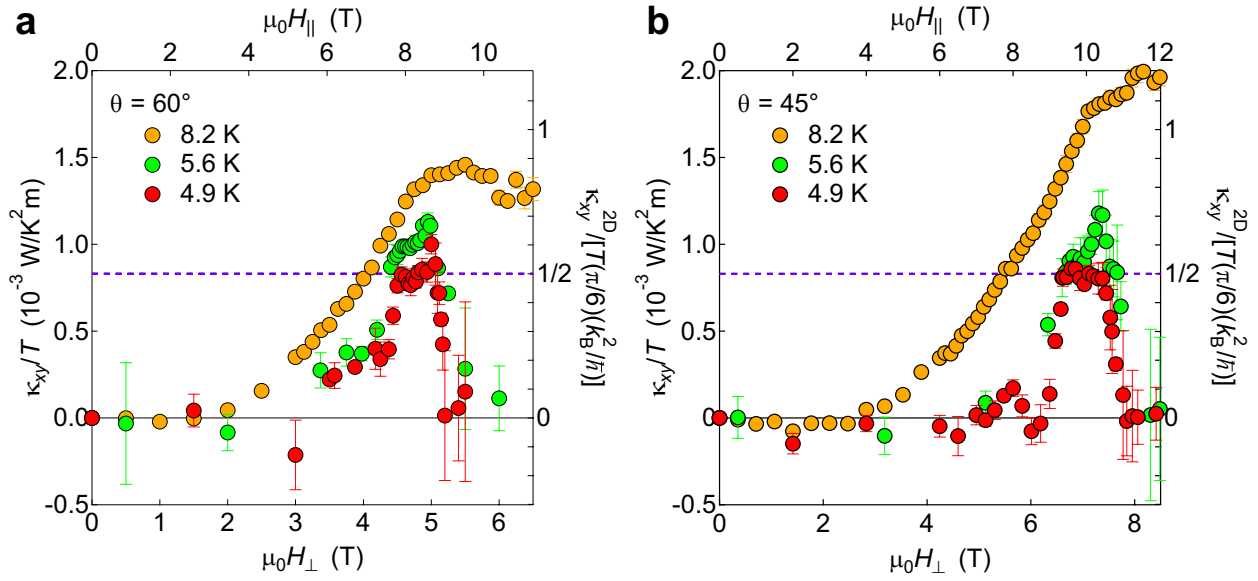 a
μ₀H∥ (T)
0 2 4 6 8 10
2.0
1.5
1.0
0.5
0.0
-0.5
κxy/T (10⁻³ W/K²m)
θ = 60°
8.2 K
5.6 K
4.9 K
1
1/2
0
κxy²ᴰ/[T(π/6)(kB²/ℏ)]
0 1 2 3 4 5 6
μ₀H⊥ (T)
b
μ₀H∥ (T)
0 2 4 6 8 10 12
2.0
1.5
1.0
0.5
0.0
-0.5
κxy/T (10⁻³ W/K²m)
θ = 45°
8.2 K
5.6 K
4.9 K
1
1/2
0
κxy²ᴰ/[T(π/6)(kB²/ℏ)]
0 2 4 6 8
μ₀H⊥ (T)